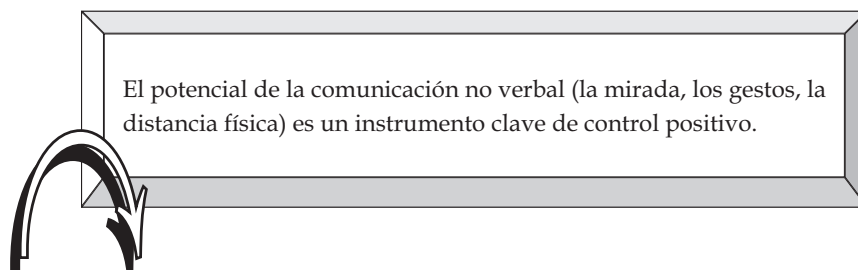 El potencial de la comunicación no verbal (la mirada, los gestos, la
distancia física) es un instrumento clave de control positivo.